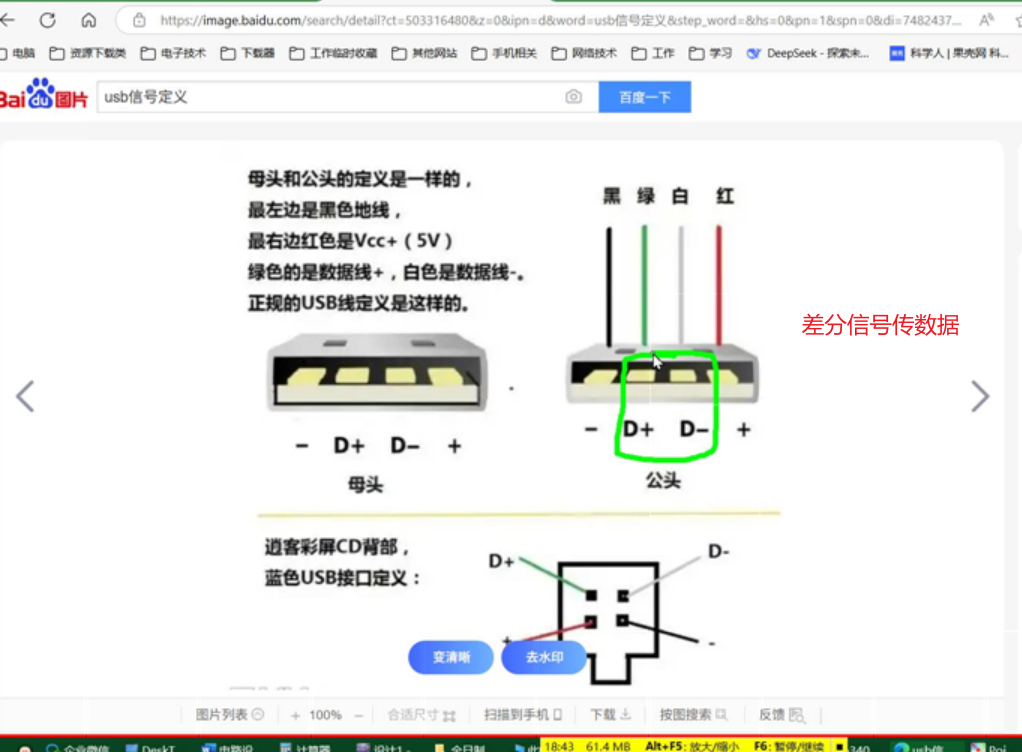 https://image.baidu.com/search/detail?ct=503316480&z=0&ipn=d&word=usb信号定义&step_word=&hs=0&pn=1&spn=0&di=7482437...
电脑 资源下载类 电子技术 下载器 工作临时收藏 其他网站 手机相关 网络技术 工作 学习 DeepSeek - 探索未... 科学人 | 果壳网 科...
Bai du 图片 usb信号定义 百度一下
母头和公头的定义是一样的，
最左边是黑色地线，
最右边红色是Vcc+（5V）
绿色的是数据线+，白色是数据线-。
正规的USB线定义是这样的。
黑 绿 白 红
差分信号传数据
− D+ D− +
母头
− D+ D− +
公头
逍客彩屏CD背部，
蓝色USB接口定义：
D+ D-
+ -
变清晰 去水印
图片列表 + 100% − 合适尺寸 扫描到手机 下载 按图搜索 反馈
企业微信 DeskT 电路设 计算器 设计1- 全日制 18:43 61.4 MB Alt+F5: 放大/缩小 F6: 暂停/继续 340 usb信